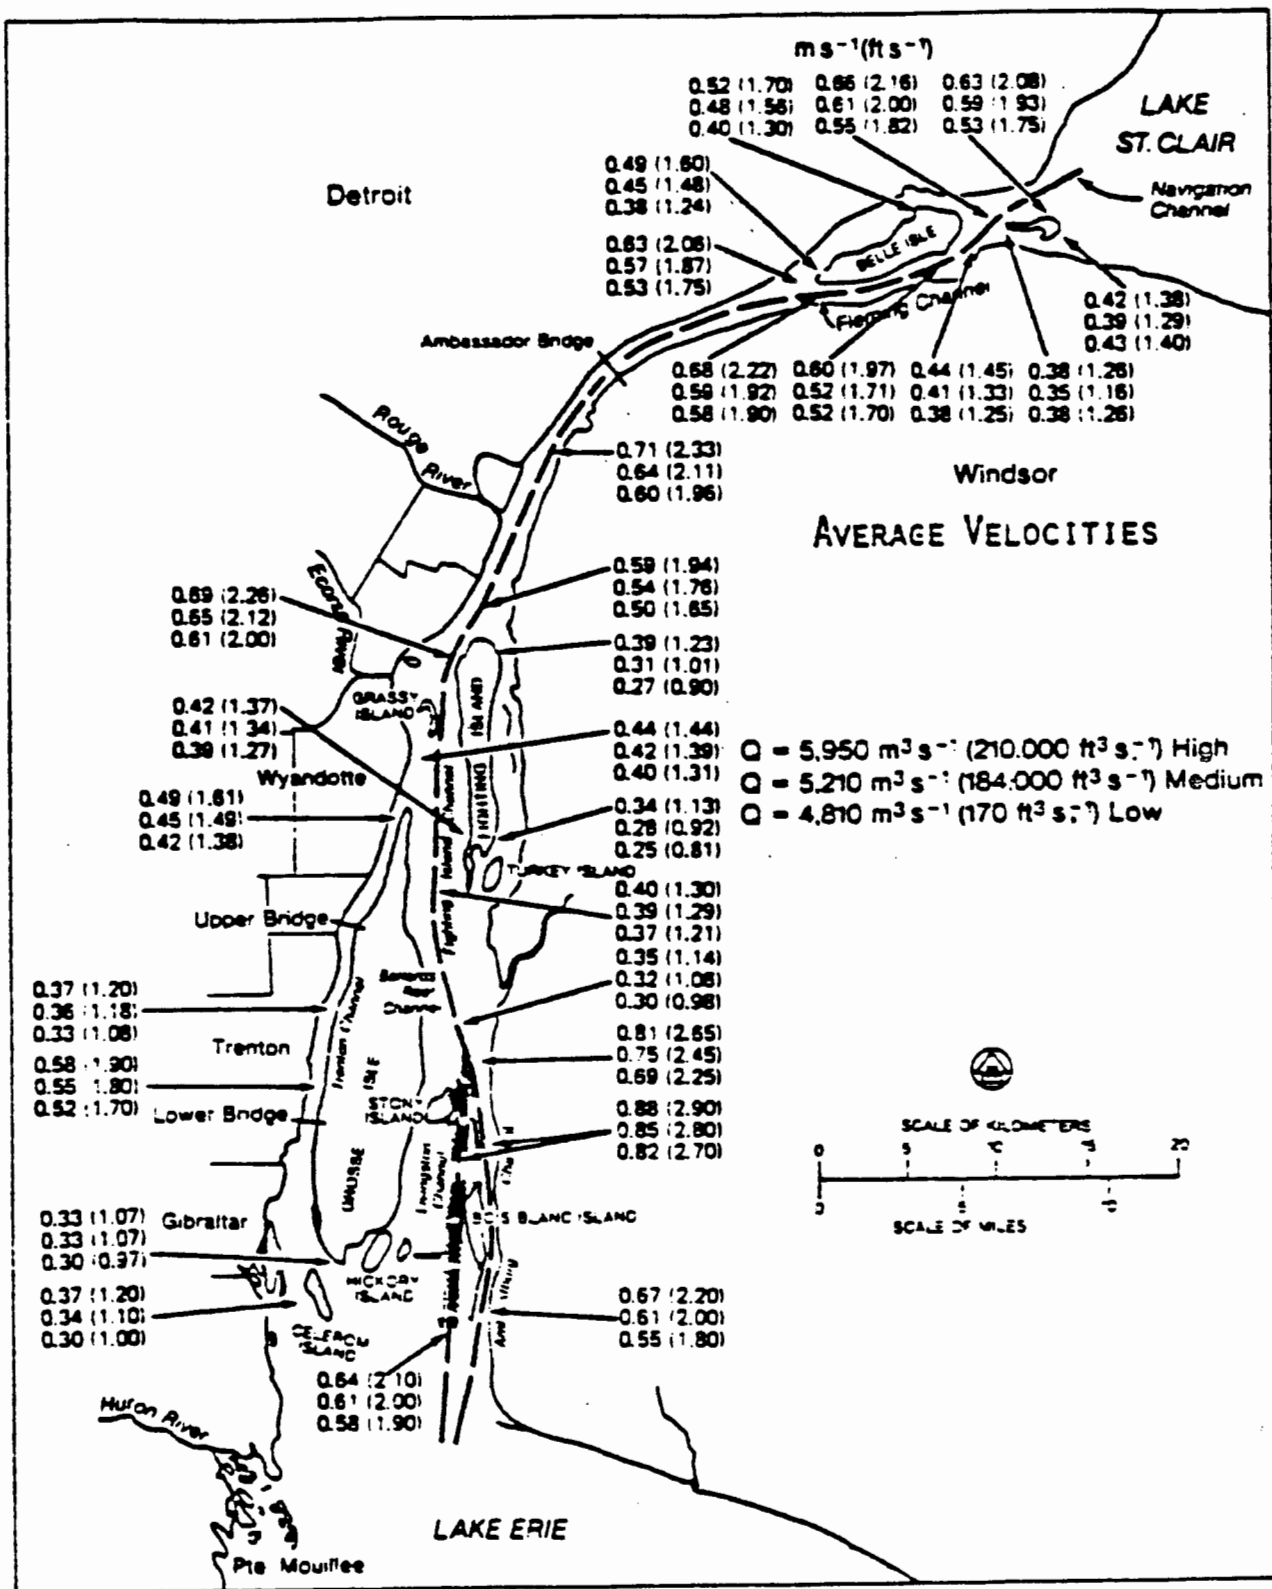 m s⁻¹(ft s⁻¹)
0.52 (1.70) 0.66 (2.16) 0.63 (2.08)
0.48 (1.56) 0.61 (2.00) 0.59 (1.93)
0.40 (1.30) 0.55 (1.82) 0.53 (1.75)
LAKE
ST. CLAIR
Navigation
Channel
Detroit
0.49 (1.60)
0.45 (1.48)
0.38 (1.24)
BELLE ISLE
0.63 (2.06)
0.57 (1.87)
0.53 (1.75)
Fleming Channel
0.42 (1.38)
0.39 (1.29)
0.43 (1.40)
Ambassador Bridge
0.68 (2.22) 0.60 (1.97) 0.44 (1.45) 0.38 (1.26)
0.59 (1.92) 0.52 (1.71) 0.41 (1.33) 0.35 (1.16)
0.58 (1.90) 0.52 (1.70) 0.38 (1.25) 0.38 (1.26)
Rouge
River
0.71 (2.33)
0.64 (2.11)
0.60 (1.96)
Windsor
AVERAGE VELOCITIES
Ecorse River
0.59 (1.94)
0.54 (1.76)
0.50 (1.65)
0.69 (2.26)
0.65 (2.12)
0.61 (2.00)
0.39 (1.23)
0.31 (1.01)
0.27 (0.90)
GRASSY
ISLAND
FIGHTING ISLAND
0.42 (1.37)
0.41 (1.34)
0.39 (1.27)
0.44 (1.44)
0.42 (1.39)
0.40 (1.31)
Q = 5,950 m³ s⁻¹ (210.000 ft³ s⁻¹) High
Q = 5,210 m³ s⁻¹ (184.000 ft³ s⁻¹) Medium
Q = 4,810 m³ s⁻¹ (170 ft³ s⁻¹) Low
Wyandotte
0.49 (1.61)
0.45 (1.49)
0.42 (1.38)
Fighting Island Channel
0.34 (1.13)
0.28 (0.92)
0.25 (0.81)
TURKEY ISLAND
0.40 (1.30)
0.39 (1.29)
0.37 (1.21)
Upper Bridge
0.35 (1.14)
0.32 (1.06)
0.30 (0.98)
Channel
0.37 (1.20)
0.36 (1.18)
0.33 (1.08)
Trenton
Trenton Channel
0.81 (2.65)
0.75 (2.45)
0.69 (2.25)
0.58 (1.90)
0.55 (1.80)
0.52 (1.70)
Lower Bridge
STONY
ISLAND
GROSSE ISLE
0.88 (2.90)
0.85 (2.80)
0.82 (2.70)
SCALE OF KILOMETERS
0 5 10 15 20
0 5 10
SCALE OF MILES
Livingston
Channel
BOIS BLANC ISLAND
0.33 (1.07)
0.33 (1.07)
0.30 (0.97)
Gibraltar
HICKORY
ISLAND
0.37 (1.20)
0.34 (1.10)
0.30 (1.00)
CELERON
ISLAND
0.67 (2.20)
0.61 (2.00)
0.55 (1.80)
0.64 (2.10)
0.61 (2.00)
0.58 (1.90)
Huron River
LAKE ERIE
Pte Mouillee